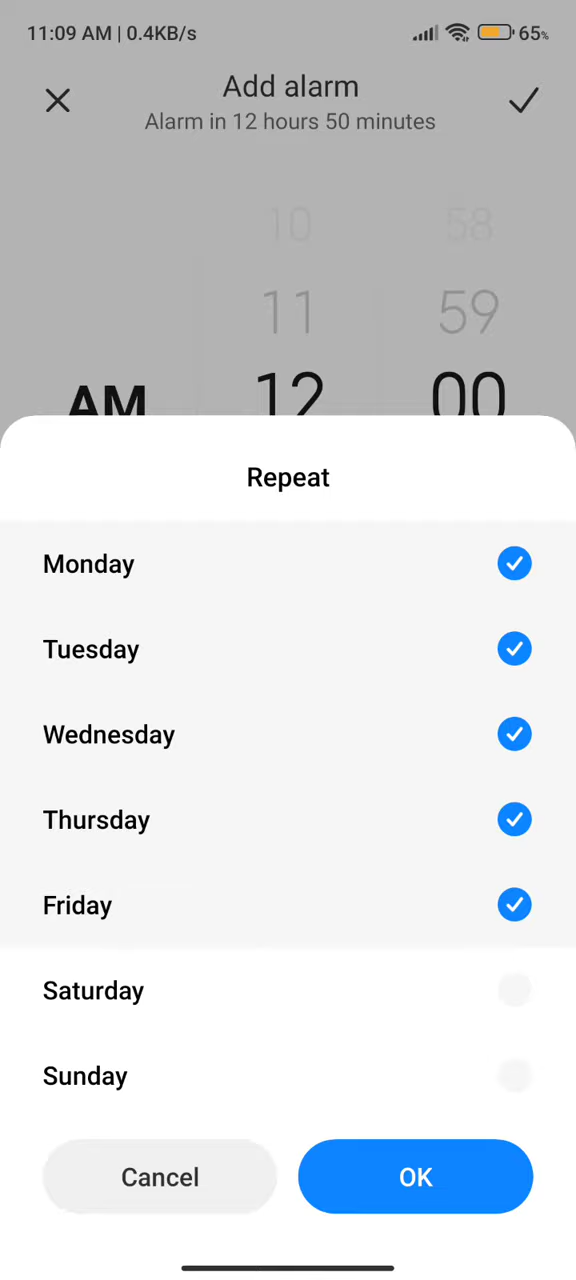 11:09 AM | 0.4KB/s 65%
Add alarm
Alarm in 12 hours 50 minutes
10 58
11 59
AM 12 00
Repeat
Monday
Tuesday
Wednesday
Thursday
Friday
Saturday
Sunday
Cancel OK